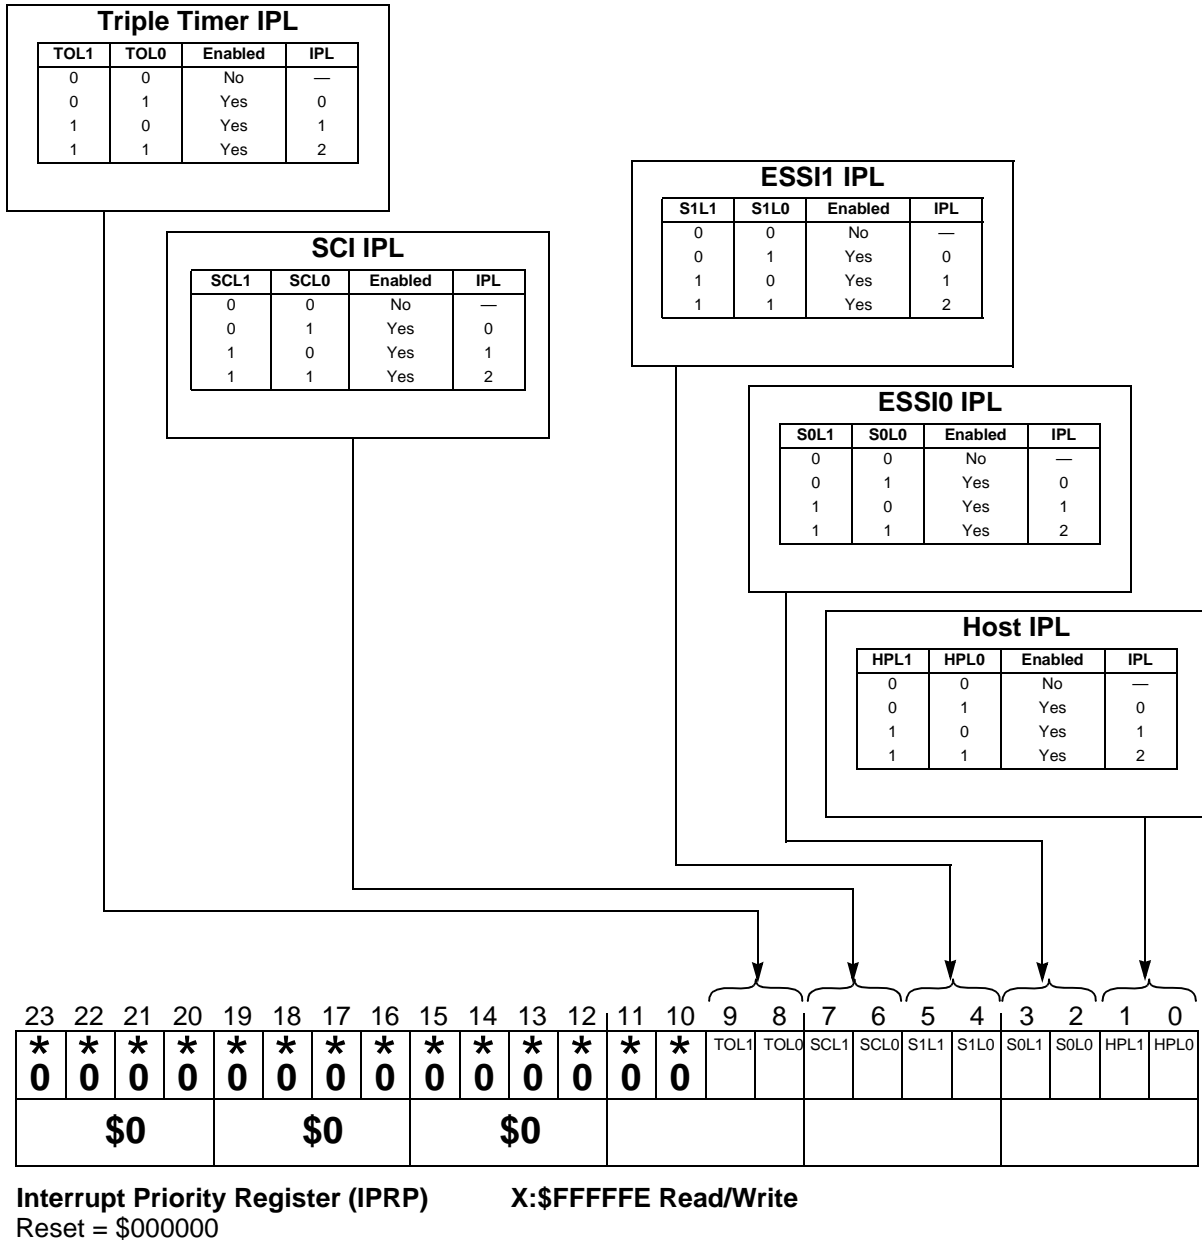 Triple Timer IPL
TOL1 TOL0 Enabled IPL
0 0 No —
0 1 Yes 0
1 0 Yes 1
1 1 Yes 2
ESSI1 IPL
S1L1 S1L0 Enabled IPL
0 0 No —
0 1 Yes 0
1 0 Yes 1
1 1 Yes 2
SCI IPL
SCL1 SCL0 Enabled IPL
0 0 No —
0 1 Yes 0
1 0 Yes 1
1 1 Yes 2
ESSI0 IPL
S0L1 S0L0 Enabled IPL
0 0 No —
0 1 Yes 0
1 0 Yes 1
1 1 Yes 2
Host IPL
HPL1 HPL0 Enabled IPL
0 0 No —
0 1 Yes 0
1 0 Yes 1
1 1 Yes 2
23 22 21 20 19 18 17 16 15 14 13 12 11 10 9 8 7 6 5 4 3 2 1 0
* * * * * * * * * * * * * * TOL1 TOL0 SCL1 SCL0 S1L1 S1L0 S0L1 S0L0 HPL1 HPL0
0 0 0 0 0 0 0 0 0 0 0 0 0 0
$0 $0 $0
Interrupt Priority Register (IPRP) X:$FFFFFE Read/Write
Reset = $000000